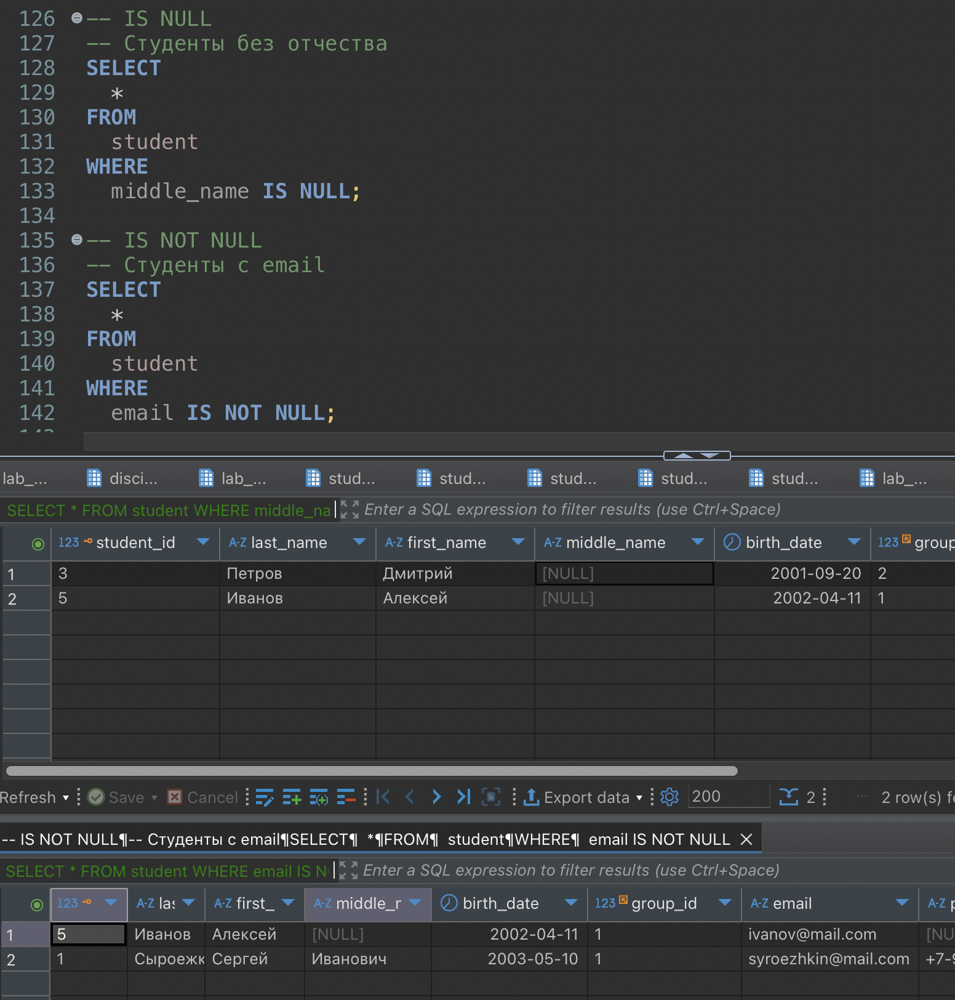 126 -- IS NULL
127 -- Студенты без отчества
128 SELECT
129 *
130 FROM
131 student
132 WHERE
133 middle_name IS NULL;
134
135 -- IS NOT NULL
136 -- Студенты с email
137 SELECT
138 *
139 FROM
140 student
141 WHERE
142 email IS NOT NULL;
lab_... disci... lab_... stud... stud... stud... stud... stud... lab_...
SELECT * FROM student WHERE middle_na Enter a SQL expression to filter results (use Ctrl+Space)
123 student_id A-Z last_name A-Z first_name A-Z middle_name birth_date 123 group
1 3 Петров Дмитрий [NULL] 2001-09-20 2
2 5 Иванов Алексей [NULL] 2002-04-11 1
Refresh Save Cancel Export data 200 2 ... 2 row(s) fe
-- IS NOT NULL¶-- Студенты с email¶SELECT¶ *¶FROM¶ student¶WHERE¶ email IS NOT NULL
SELECT * FROM student WHERE email IS N Enter a SQL expression to filter results (use Ctrl+Space)
123 A-Z las A-Z first_ A-Z middle_r birth_date 123 group_id A-Z email A-Z p
1 5 Иванов Алексей [NULL] 2002-04-11 1 ivanov@mail.com [NU
2 1 Сыроежк Сергей Иванович 2003-05-10 1 syroezhkin@mail.com +7-9